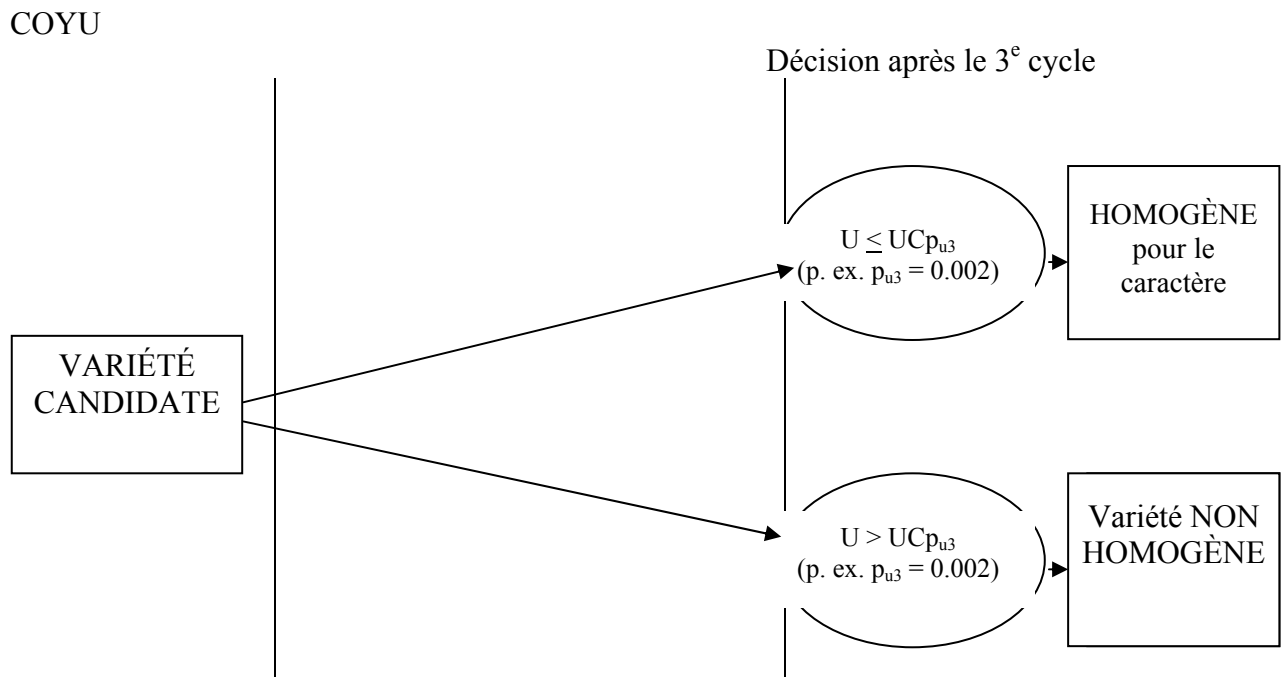 COYU
Décision après le 3e cycle
U ≤ UCpu3
(p. ex. pu3 = 0.002)
HOMOGÈNE
pour le
caractère
VARIÉTÉ
CANDIDATE
U > UCpu3
(p. ex. pu3 = 0.002)
Variété NON
HOMOGÈNE